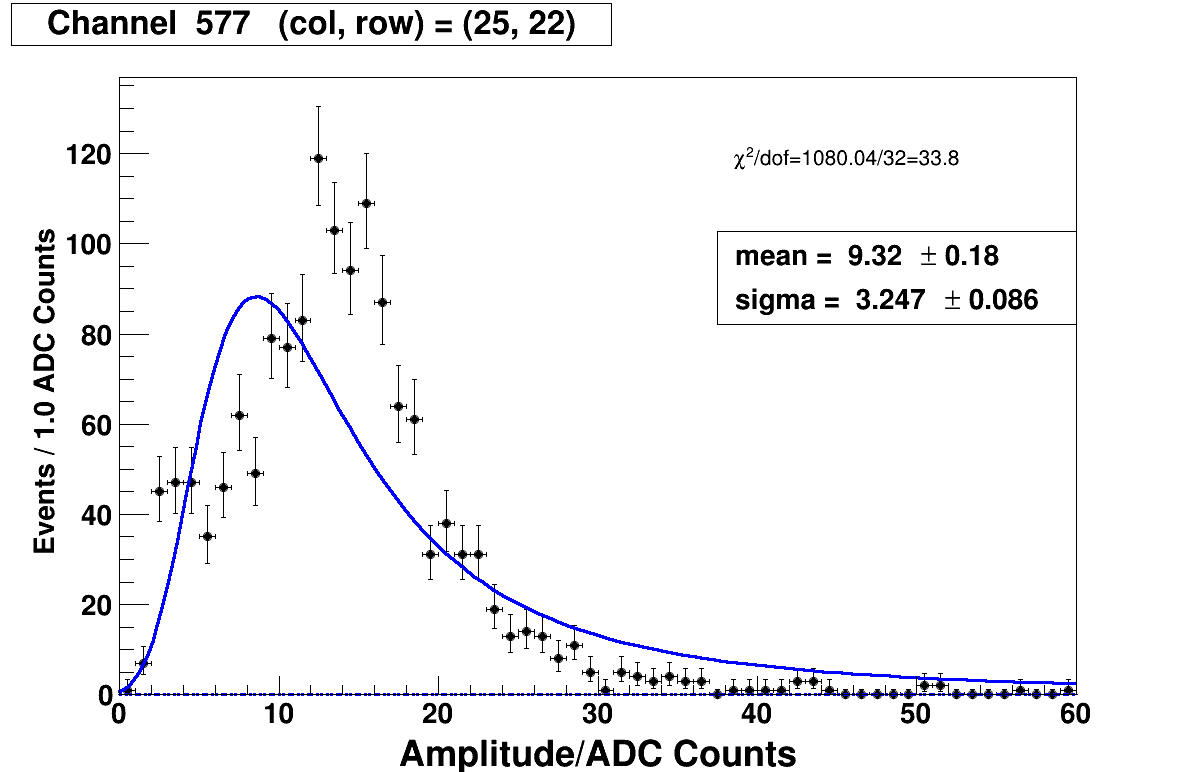 Channel 577 (col, row) = (25, 22)
χ²/dof=1080.04/32=33.8
mean = 9.32 ± 0.18
sigma = 3.247 ± 0.086
Events / 1.0 ADC Counts
120
100
80
60
40
20
0
0 10 20 30 40 50 60
Amplitude/ADC Counts